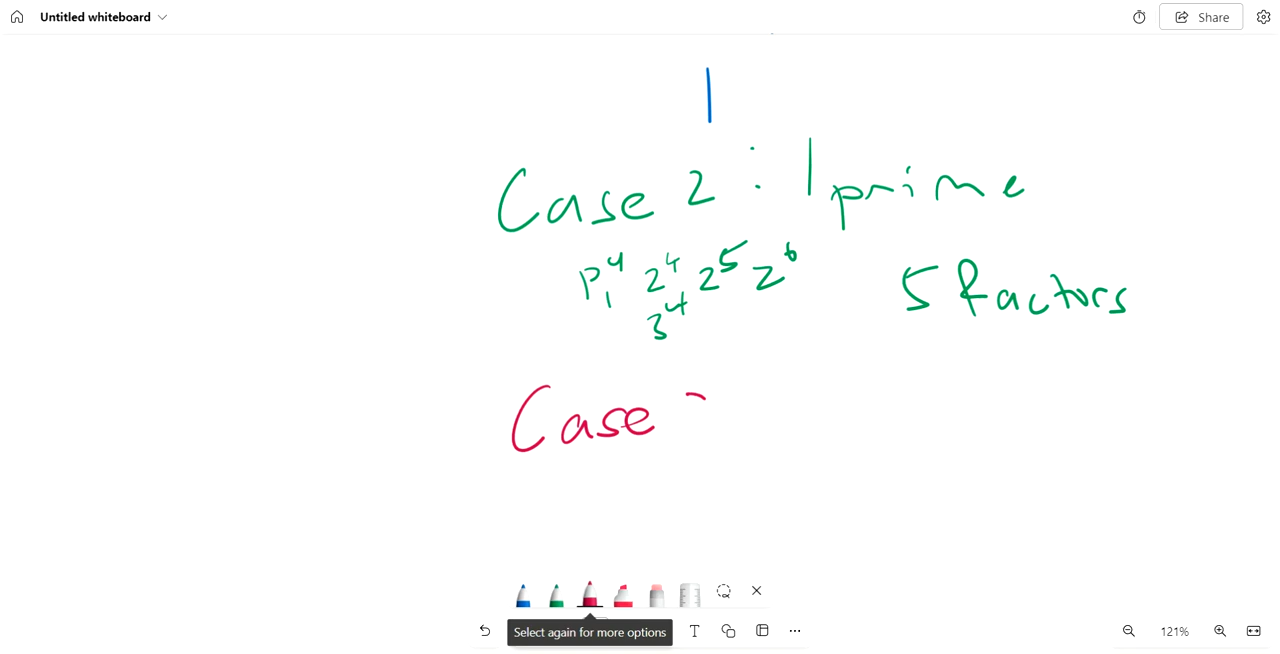 Untitled whiteboard
Share
1
Case 2 : 1 prime
P₁⁴ 2⁴ 2⁵ 2⁶
3⁴
5 factors
Case
Select again for more options
T
121%